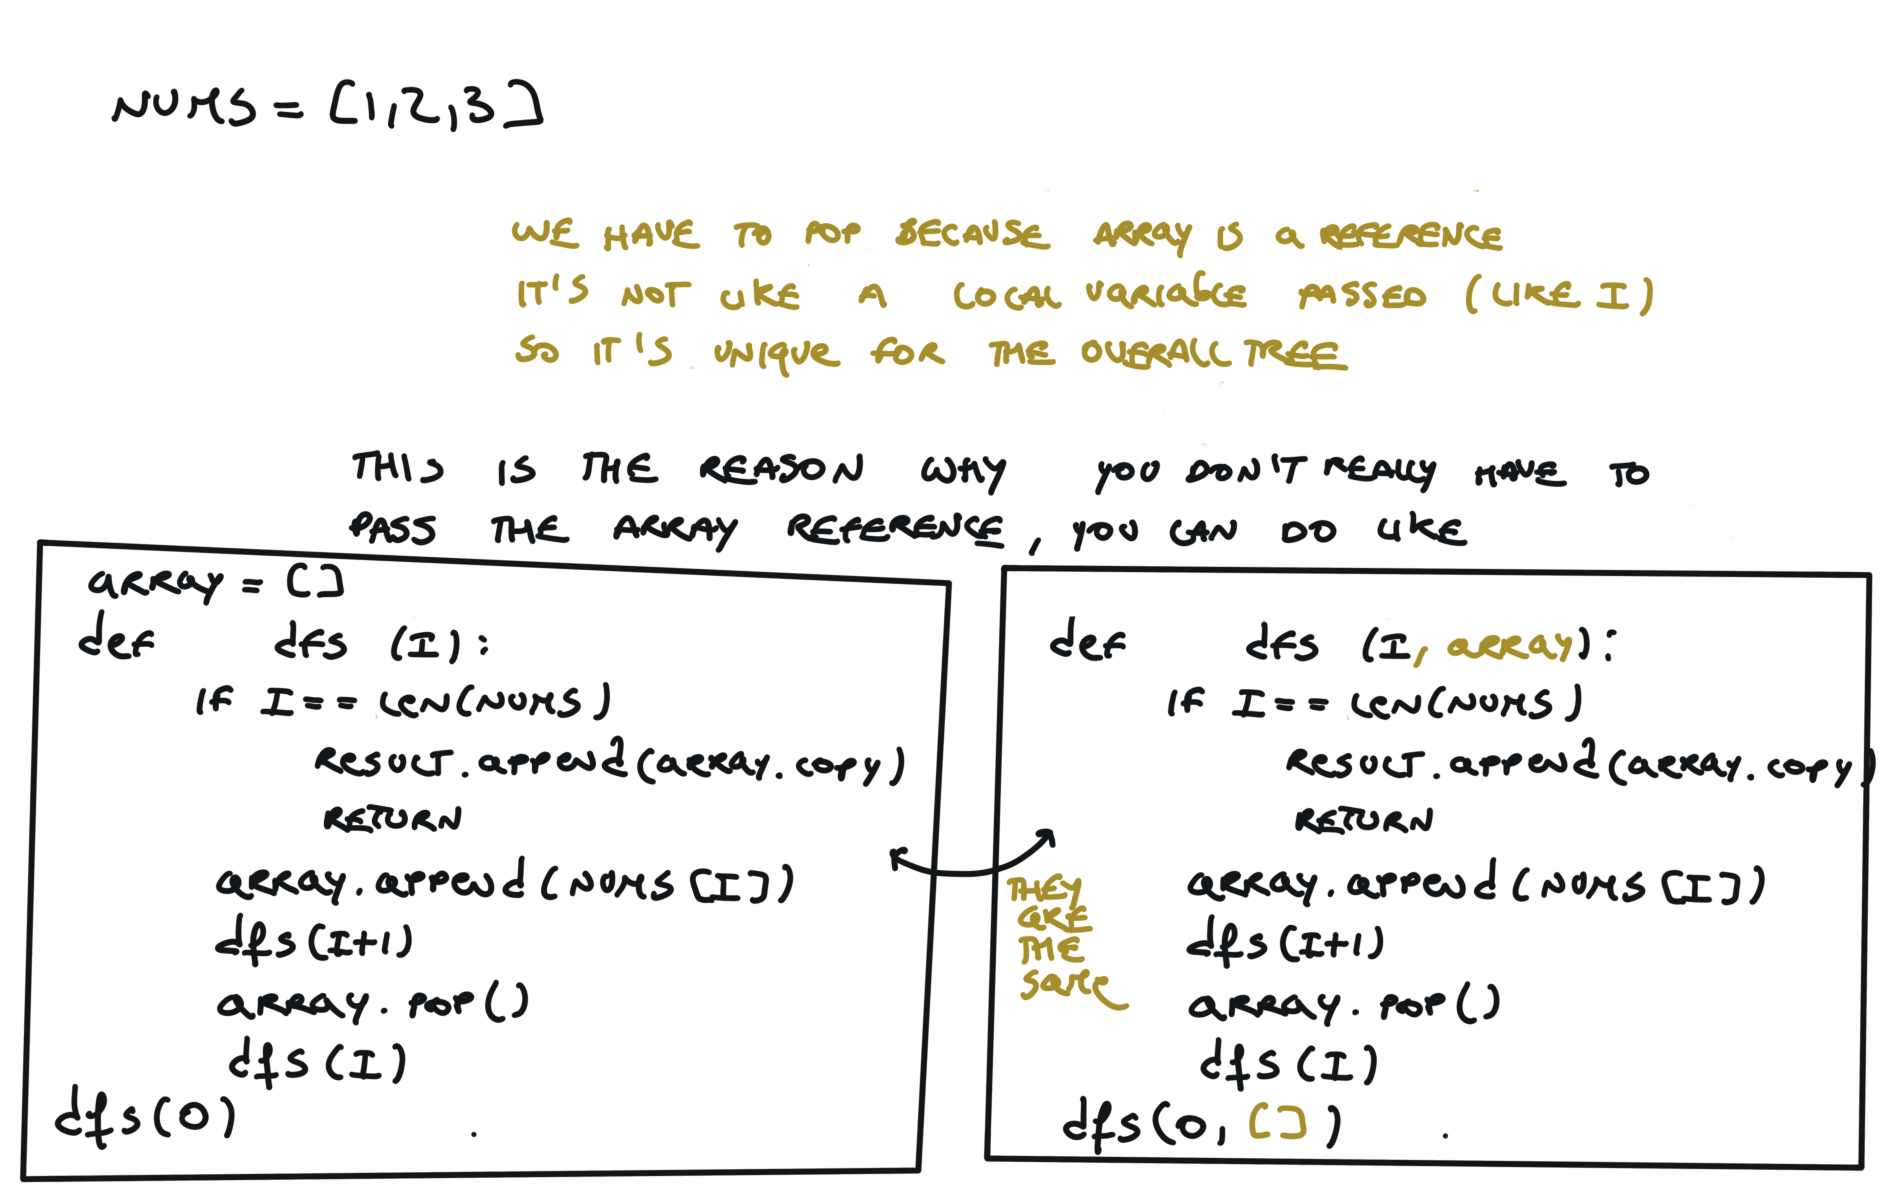 NUMS = [1,2,3]
WE HAVE TO POP BECAUSE ARRAY IS a REFERENCE
IT'S NOT LIKE A LOCAL VARIABLE PASSED (LIKE I)
SO IT'S UNIQUE FOR THE OVERALL TREE
THIS IS THE REASON WHY YOU DON'T REALLY HAVE TO
PASS THE ARRAY REFERENCE, YOU CAN DO LIKE
array = []
def dfs (I):
IF I== LEN(NUMS)
RESULT.append(array.copy)
RETURN
array.append(NUMS[I])
dfs(I+1)
array.pop()
dfs(I)
dfs(0)
THEY
ARE
THE
same
def dfs (I, array):
IF I== LEN(NUMS)
RESULT.append(array.copy)
RETURN
array.append(NUMS[I])
dfs(I+1)
array.pop()
dfs(I)
dfs(0, [])